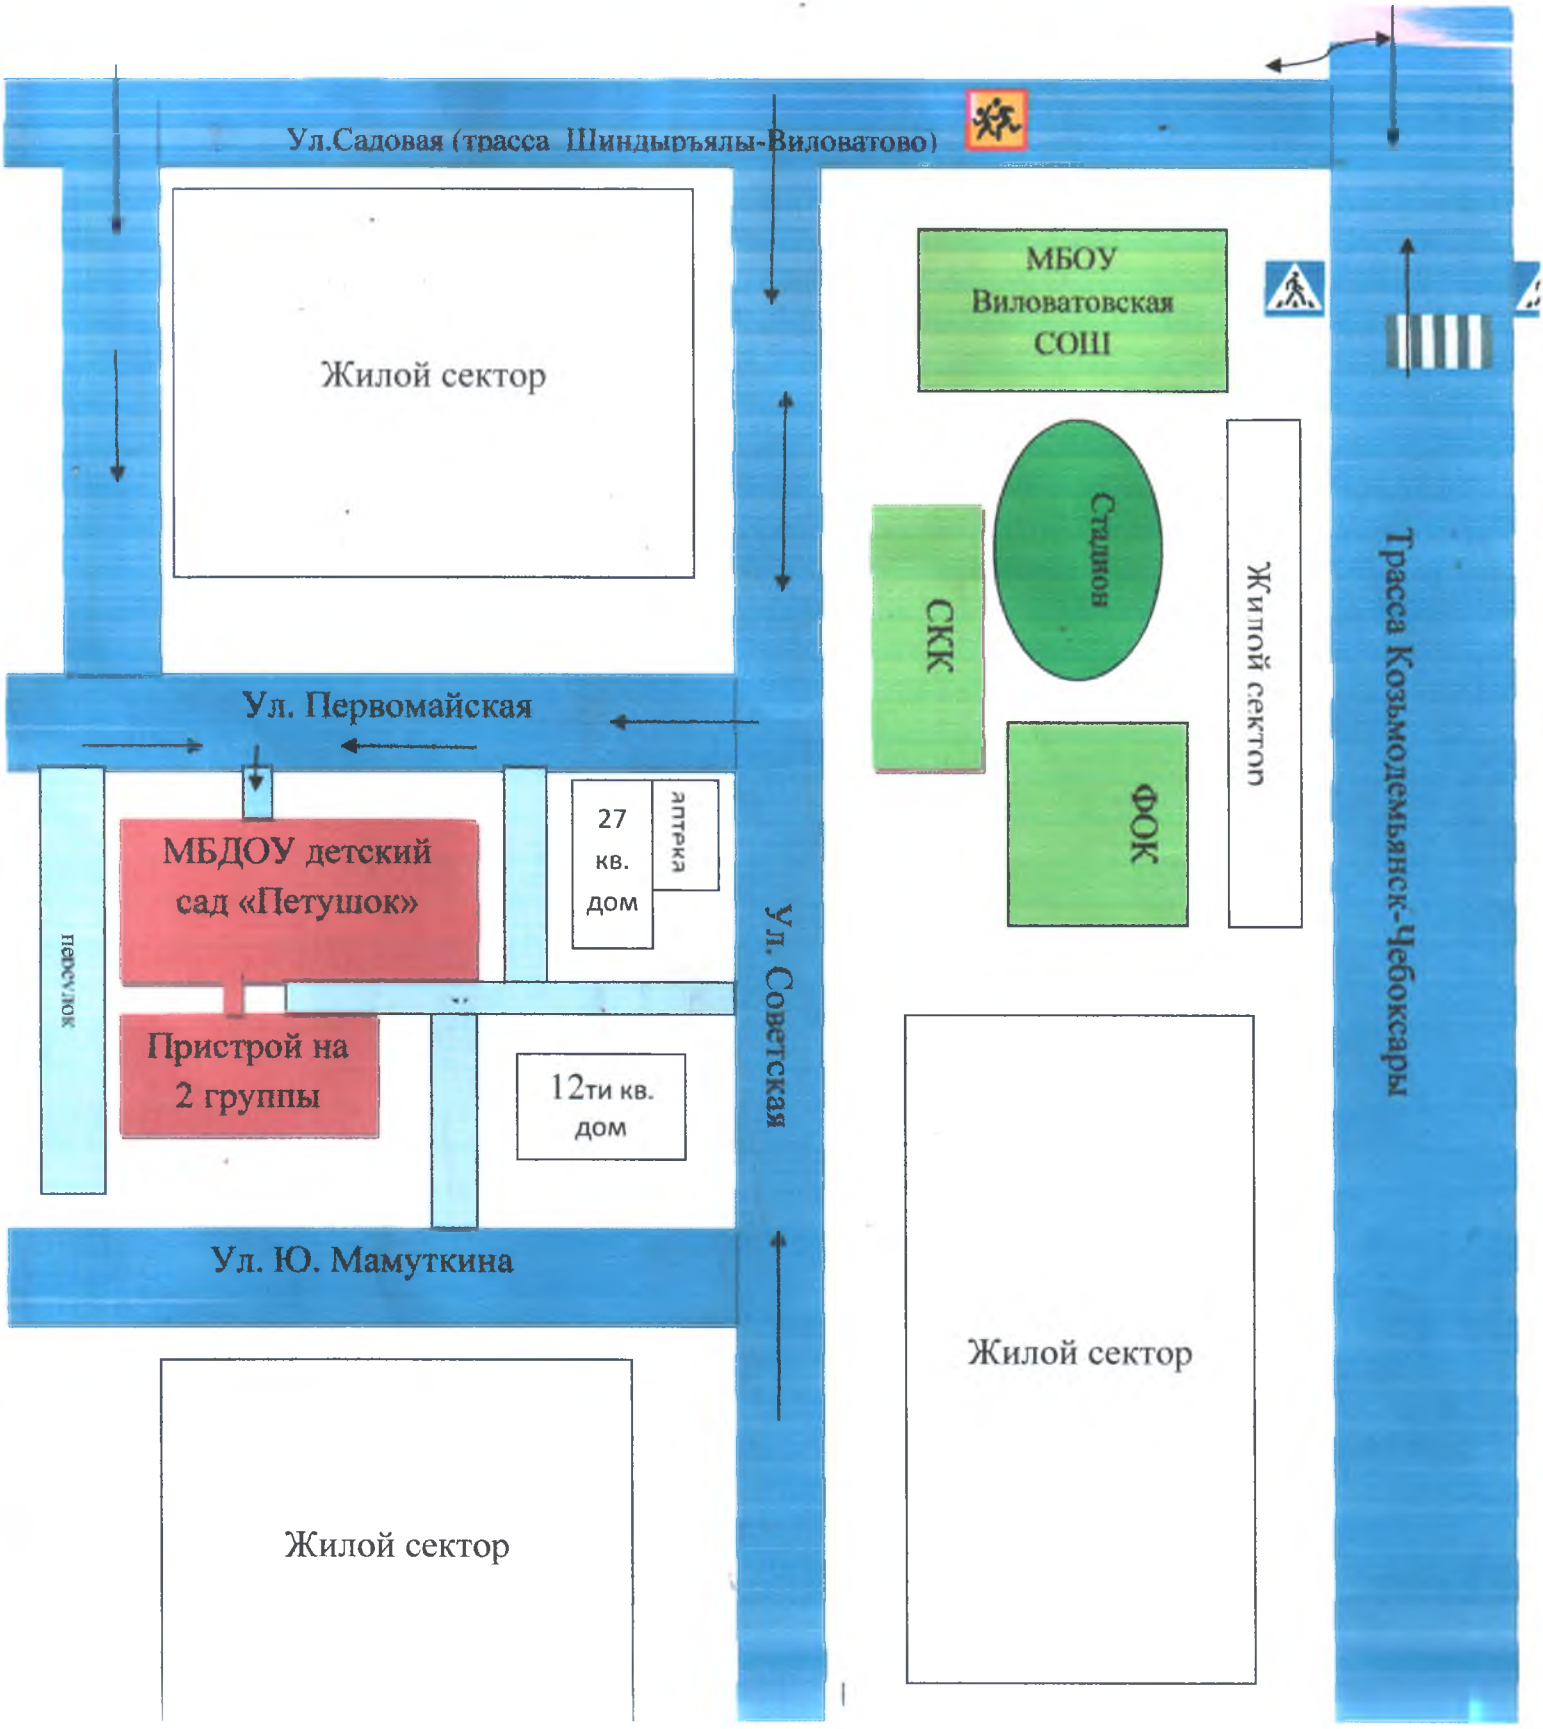 Ул.Садовая (трасса Шиндыръялы-Виловатово)
МБОУ
Виловатовская
СОШ
Жилой сектор
Стадион
СКК
Жилой сектор
Трасса Козьмодемьянск-Чебоксары
Ул. Первомайская
ФОК
27
кв.
дом
аптека
МБДОУ детский
сад «Петушок»
переулок
Ул. Советская
Пристрой на
2 группы
12ти кв.
дом
Ул. Ю. Мамуткина
Жилой сектор
Жилой сектор